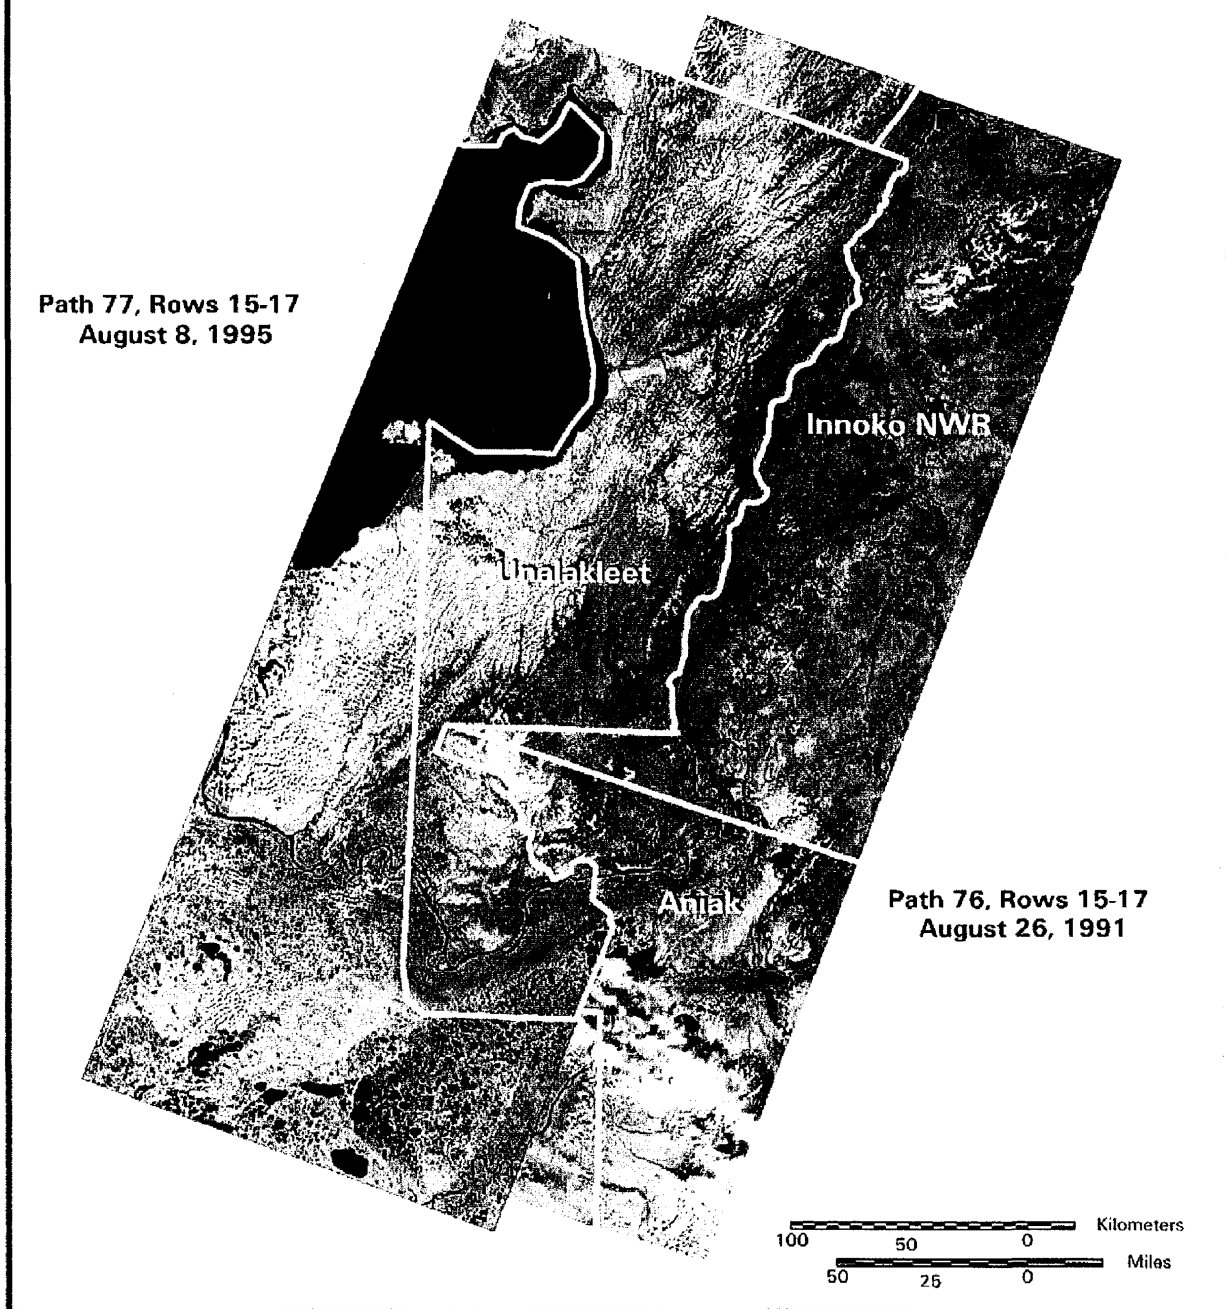 Path 77, Rows 15-17
August 8, 1995
Innoko NWR
Unalakleet
Aniak
Path 76, Rows 15-17
August 26, 1991
Kilometers
100 50 0
Miles
50 25 0